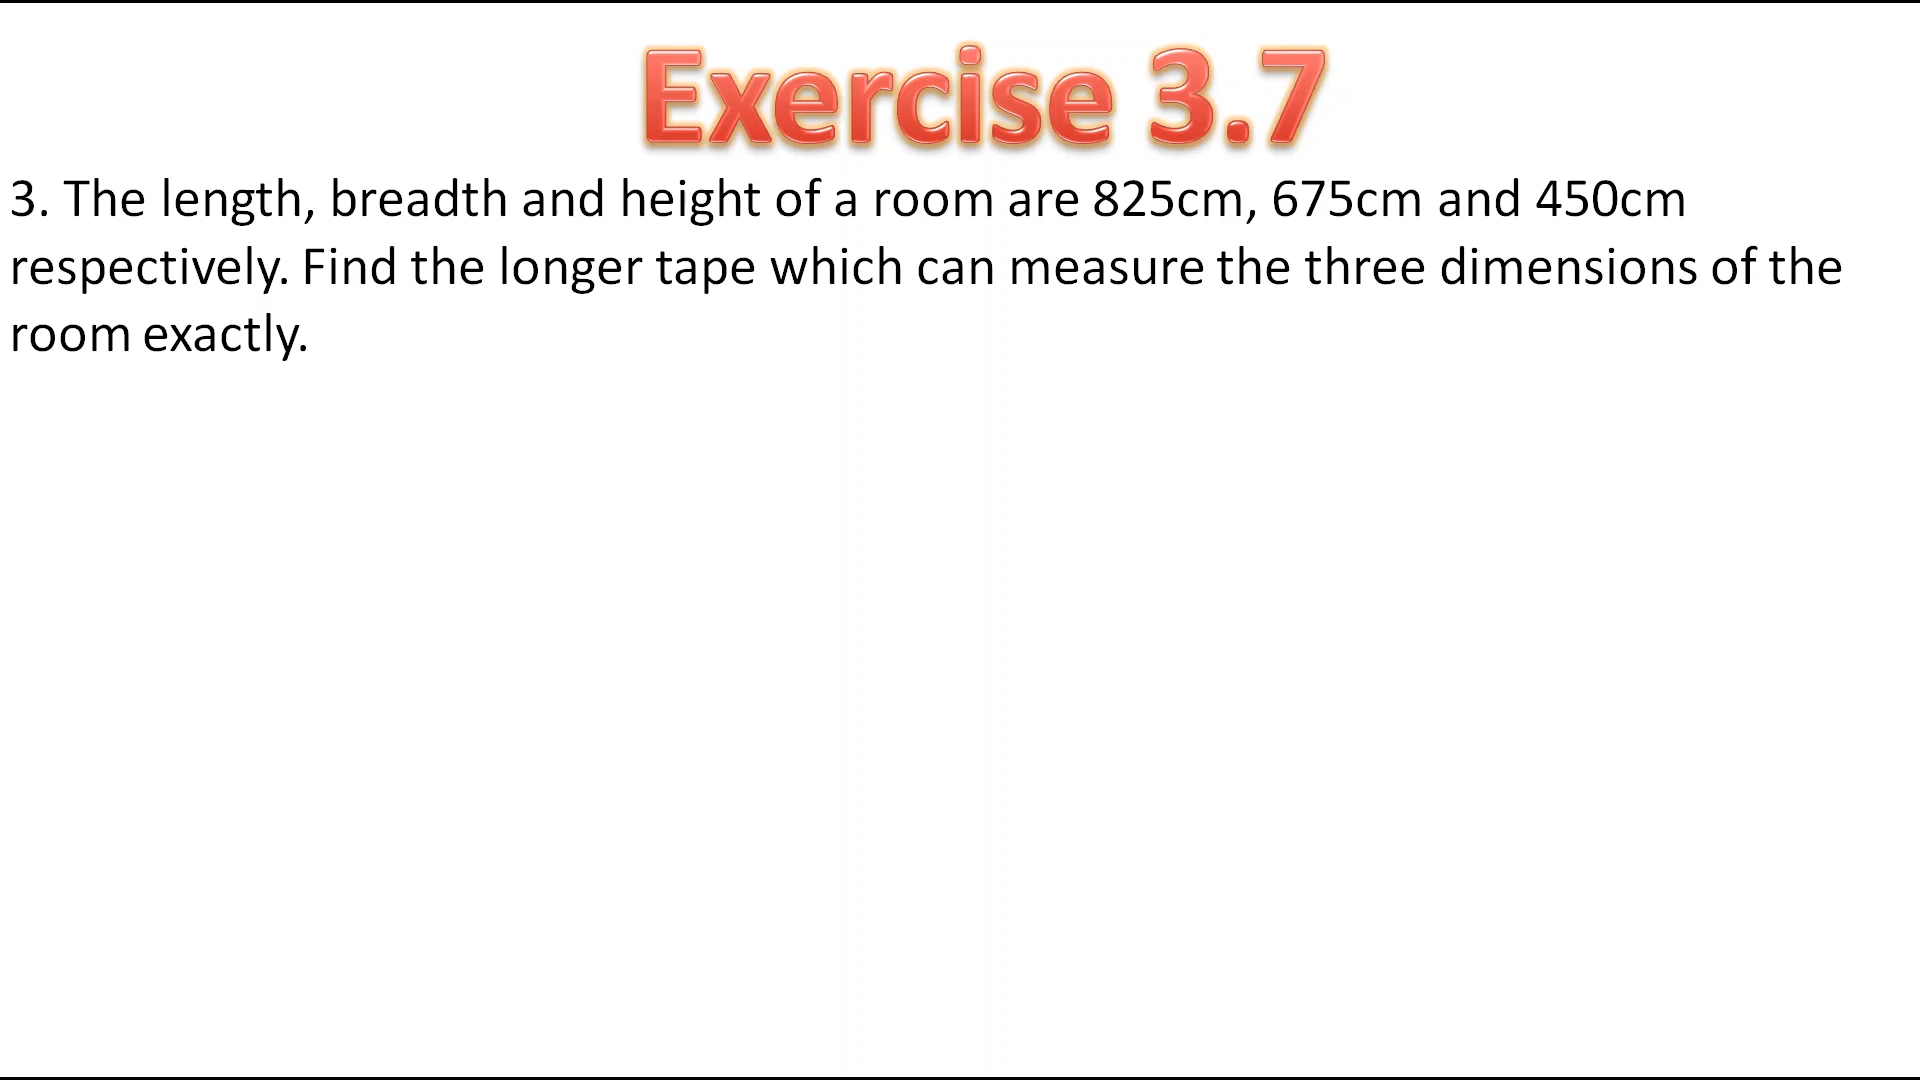 Exercise 3.7
3. The length, breadth and height of a room are 825cm, 675cm and 450cm
respectively. Find the longer tape which can measure the three dimensions of the
room exactly.